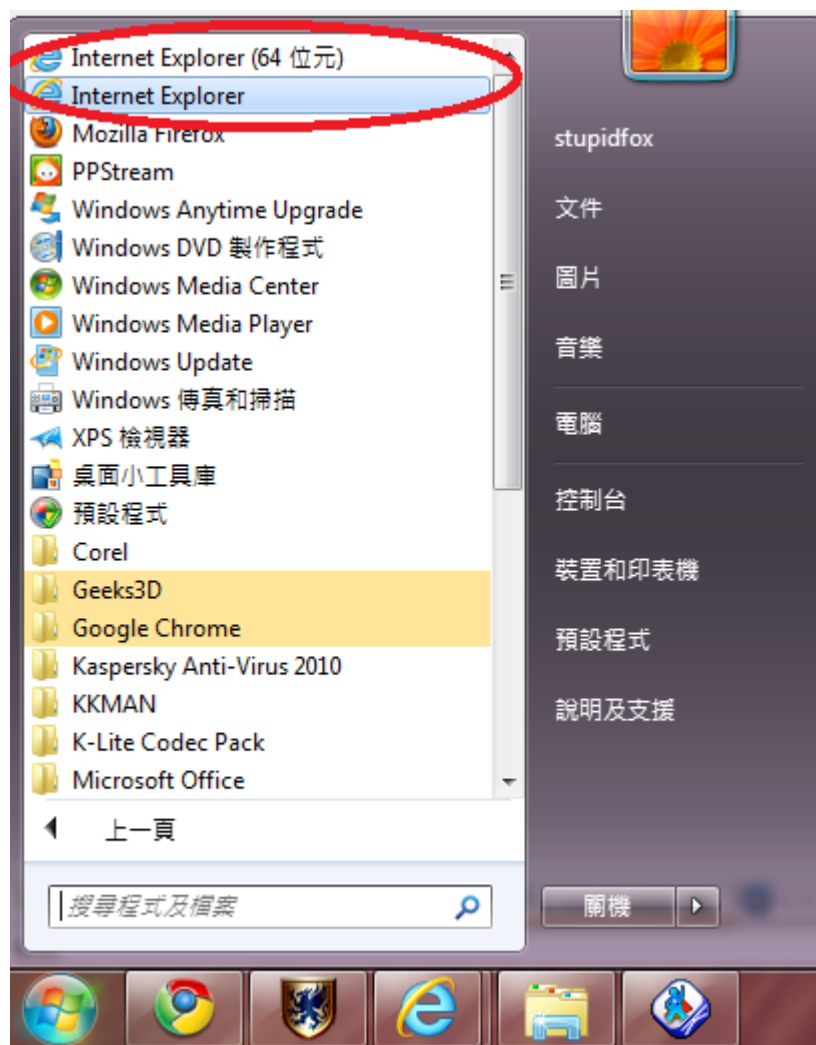 Internet Explorer (64 位元)
Internet Explorer
Mozilla Firefox
PPStream
Windows Anytime Upgrade
Windows DVD 製作程式
Windows Media Center
Windows Media Player
Windows Update
Windows 傳真和掃描
XPS 檢視器
桌面小工具庫
預設程式
Corel
Geeks3D
Google Chrome
Kaspersky Anti-Virus 2010
KKMAN
K-Lite Codec Pack
Microsoft Office
上一頁
搜尋程式及檔案
stupidfox
文件
圖片
音樂
電腦
控制台
裝置和印表機
預設程式
說明及支援
關機